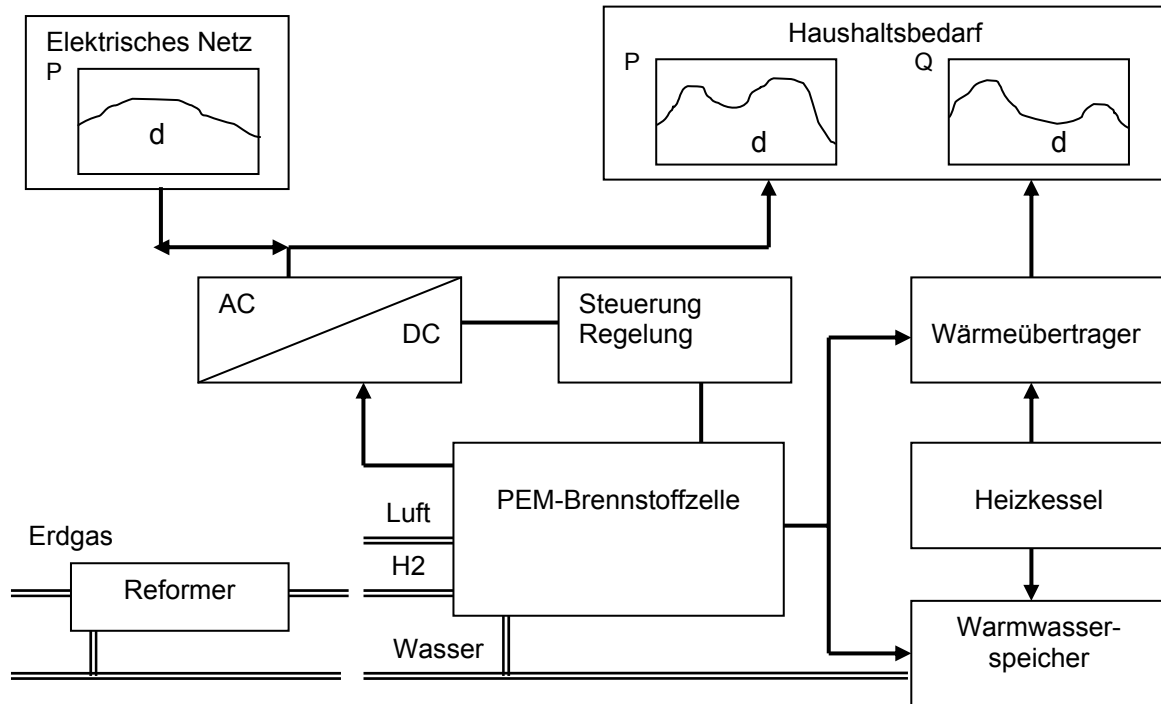 Elektrisches Netz
P
d
Haushaltsbedarf
P
d
Q
d
AC
DC
Steuerung
Regelung
Wärmeübertrager
PEM-Brennstoffzelle
Heizkessel
Luft
H2
Erdgas
Reformer
Wasser
Warmwasser-
speicher